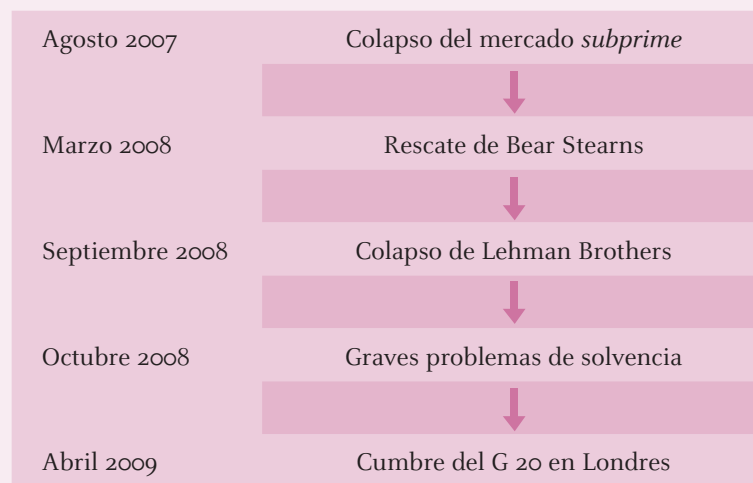 Agosto 2007 Colapso del mercado subprime
Marzo 2008 Rescate de Bear Stearns
Septiembre 2008 Colapso de Lehman Brothers
Octubre 2008 Graves problemas de solvencia
Abril 2009 Cumbre del G 20 en Londres